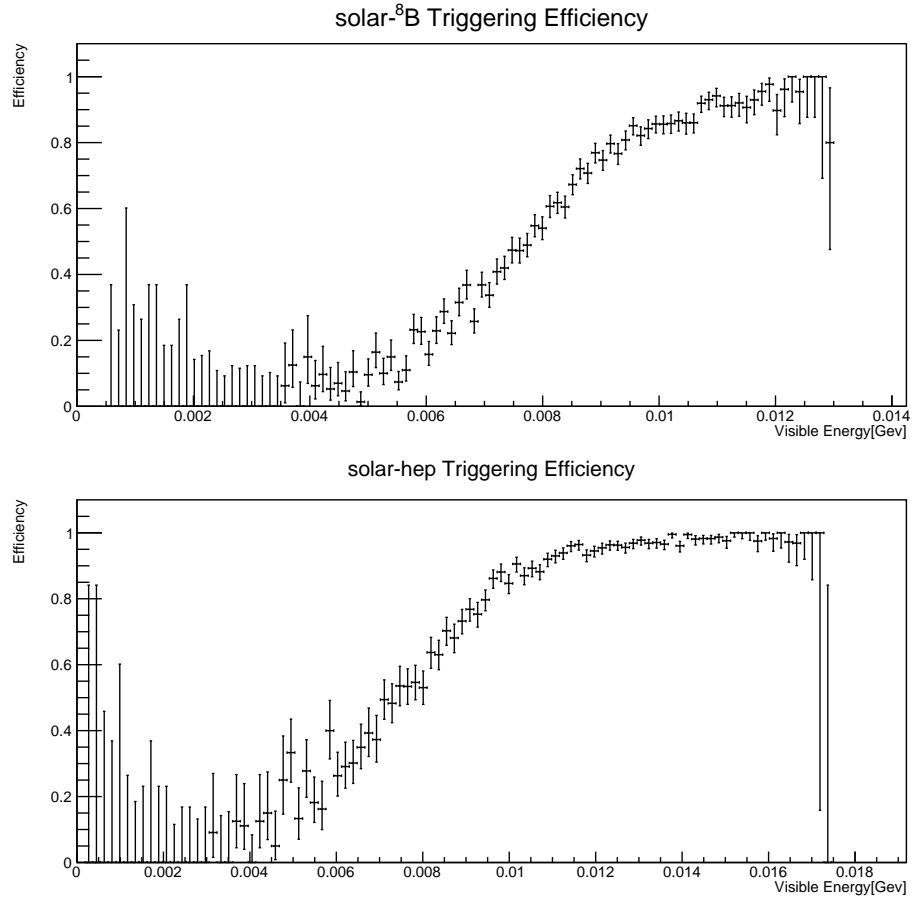 solar-⁸B Triggering Efficiency
Efficiency
1
0.8
0.6
0.4
0.2
0
0 0.002 0.004 0.006 0.008 0.01 0.012 0.014
Visible Energy[Gev]
solar-hep Triggering Efficiency
Efficiency
1
0.8
0.6
0.4
0.2
0
0 0.002 0.004 0.006 0.008 0.01 0.012 0.014 0.016 0.018
Visible Energy[Gev]